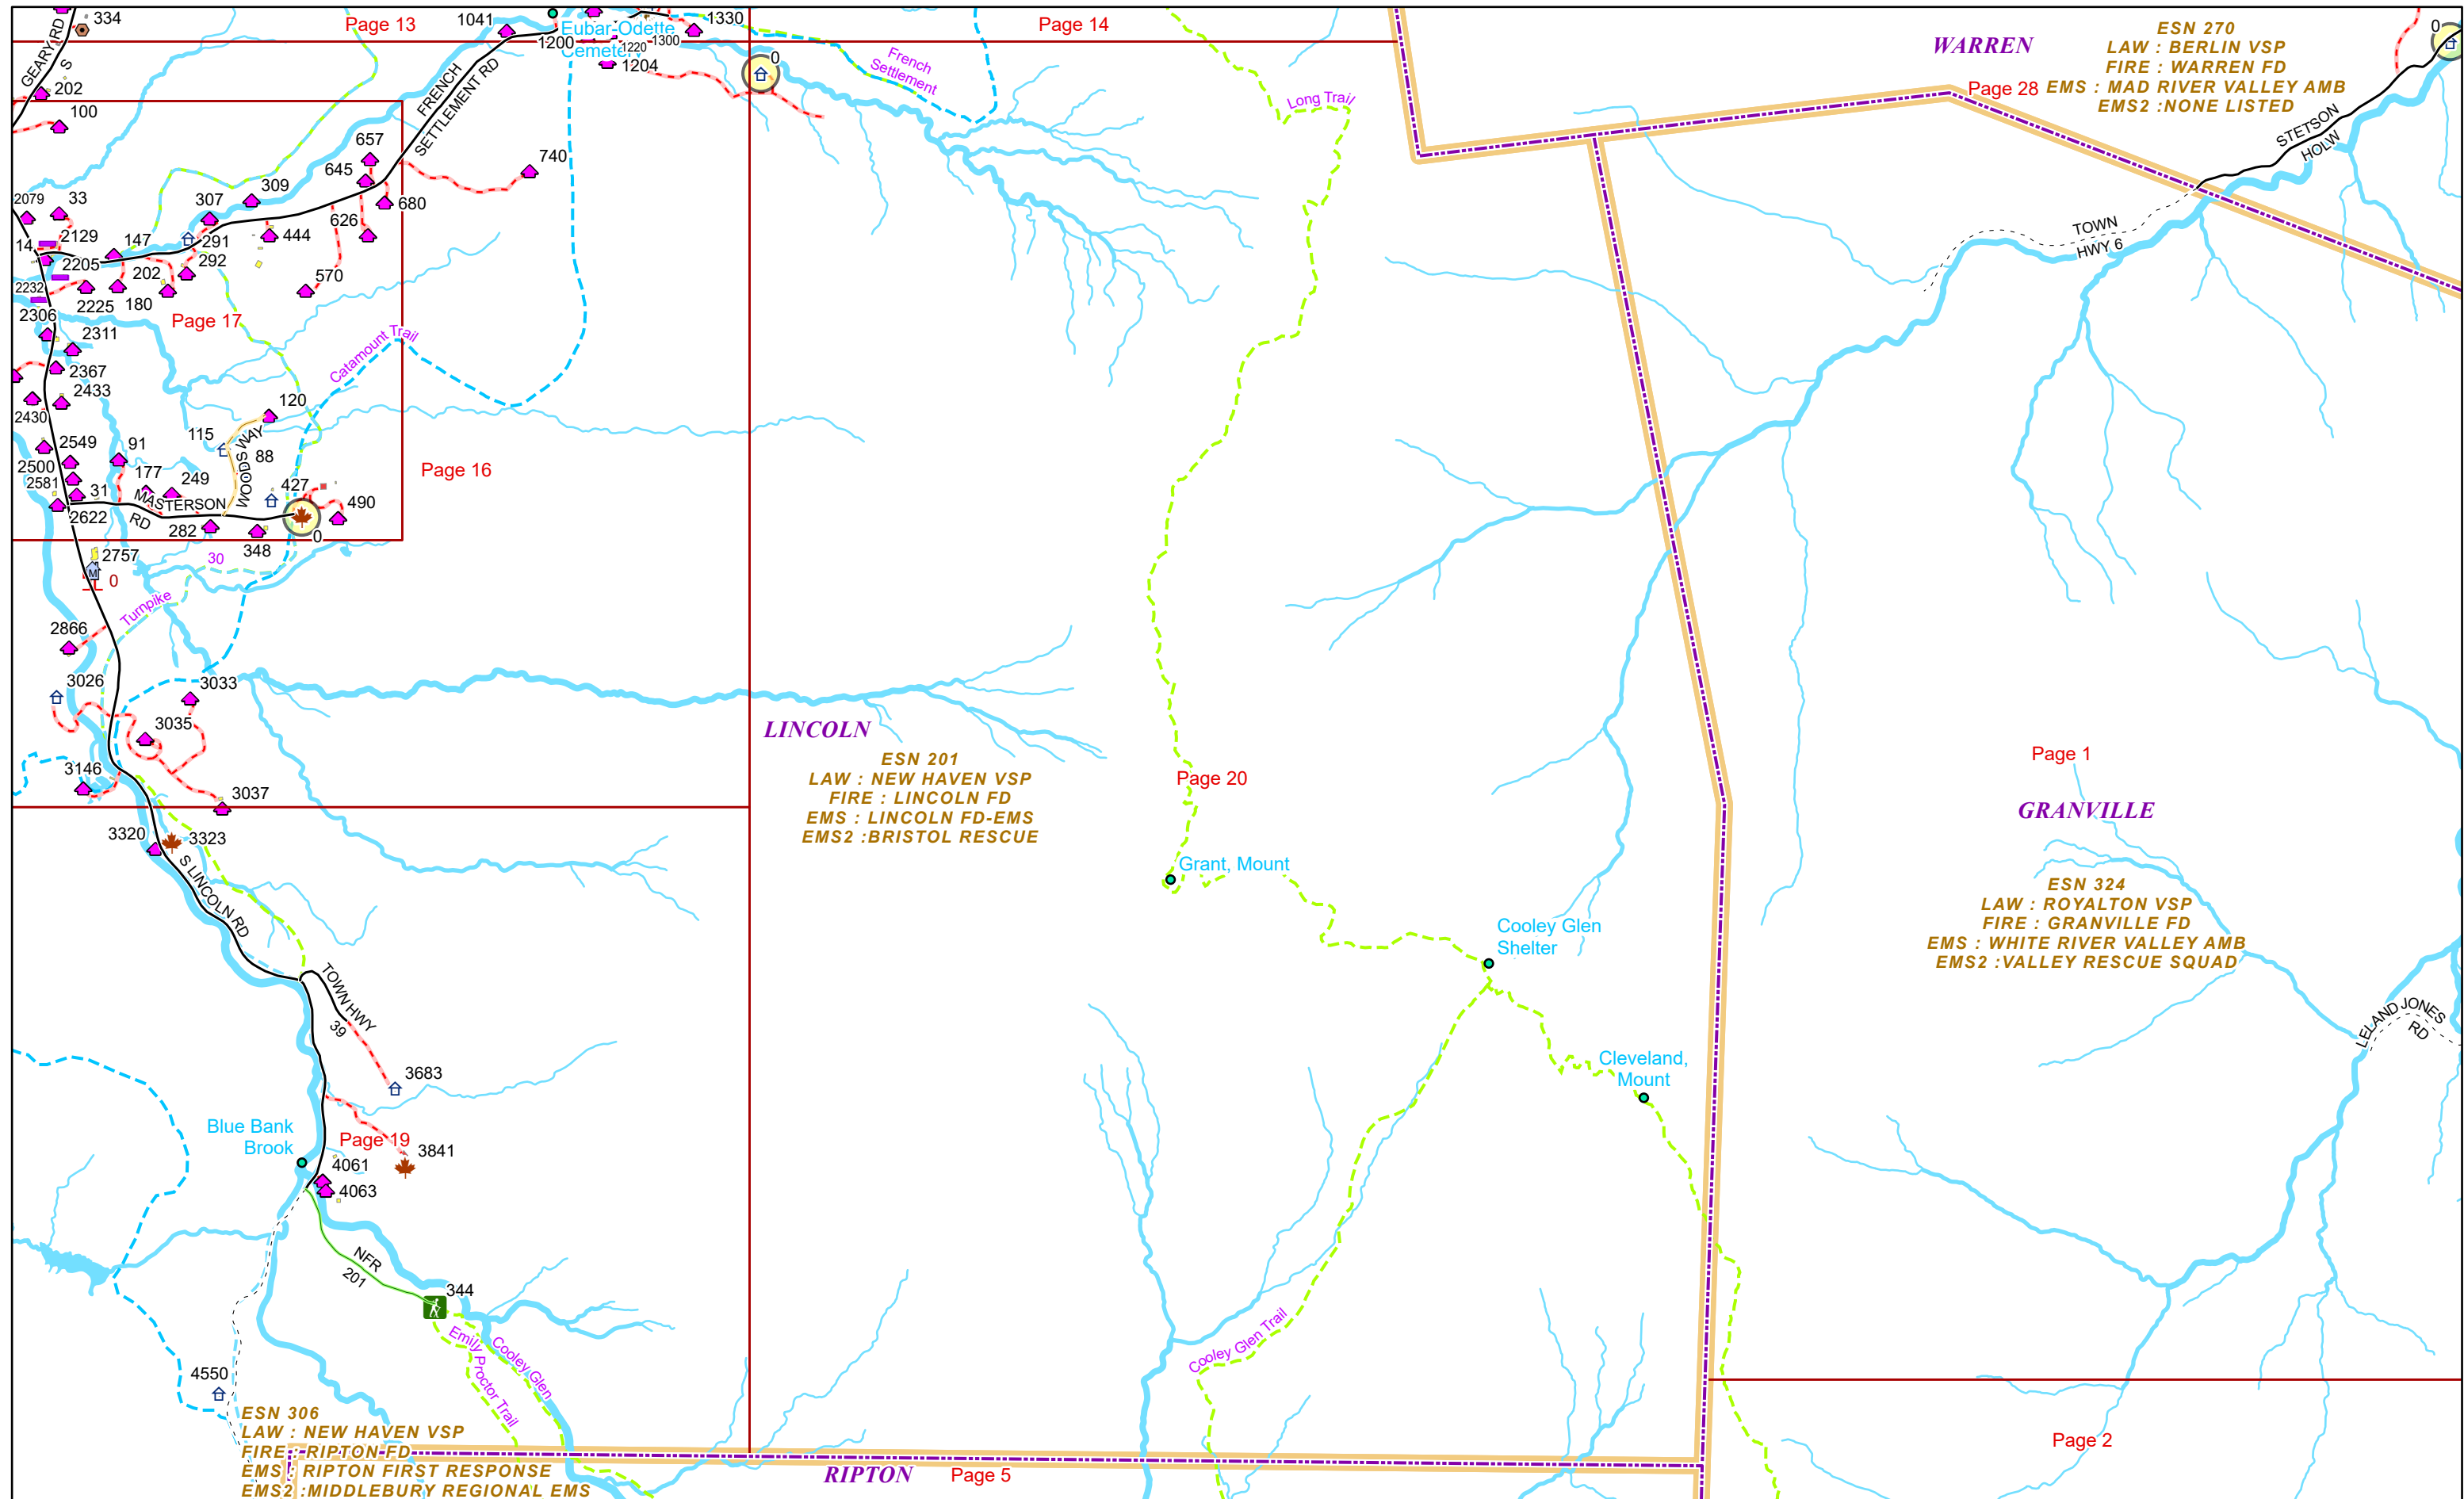 334
Page 13
1041
1330
Page 14
0
ESN 270
LAW : BERLIN VSP
FIRE : WARREN FD
EMS : MAD RIVER VALLEY AMB
EMS2 :NONE LISTED
WARREN
Page 28
GEARY RD
S
Eubar-Odette
Cemetery
1200
1220
1300
1204
0
French
Settlement
202
100
FRENCH
SETTLEMENT RD
Long Trail
STETSON
HOLW
657
645
740
309
307
680
626
2079
33
2129
14
147
291
444
TOWN
HWY 6
2205
202
292
570
2232
2225
180
2306
Page 17
2311
Catamount Trail
2367
2433
2430
120
115
WOODS WAY
88
2549
91
2500
177
249
Page 16
2581
31
427
490
MASTERSON
RD
2622
282
348
0
2757
30
0
Turnpike
2866
3026
3033
3035
LINCOLN
ESN 201
LAW : NEW HAVEN VSP
FIRE : LINCOLN FD
EMS : LINCOLN FD-EMS
EMS2 :BRISTOL RESCUE
Page 20
Page 1
GRANVILLE
3146
3037
3320
3323
S LINCOLN RD
Grant, Mount
ESN 324
LAW : ROYALTON VSP
FIRE : GRANVILLE FD
EMS : WHITE RIVER VALLEY AMB
EMS2 :VALLEY RESCUE SQUAD
Cooley Glen
Shelter
TOWN HWY
39
LELAND JONES
RD
3683
Cleveland,
Mount
Blue Bank
Brook
Page 19
3841
4061
4063
NFR
201
344
Emily Proctor Trail
Cooley Glen
Cooley Glen Trail
4550
ESN 306
LAW : NEW HAVEN VSP
FIRE : RIPTON FD
EMS : RIPTON FIRST RESPONSE
EMS2 :MIDDLEBURY REGIONAL EMS
RIPTON
Page 5
Page 2